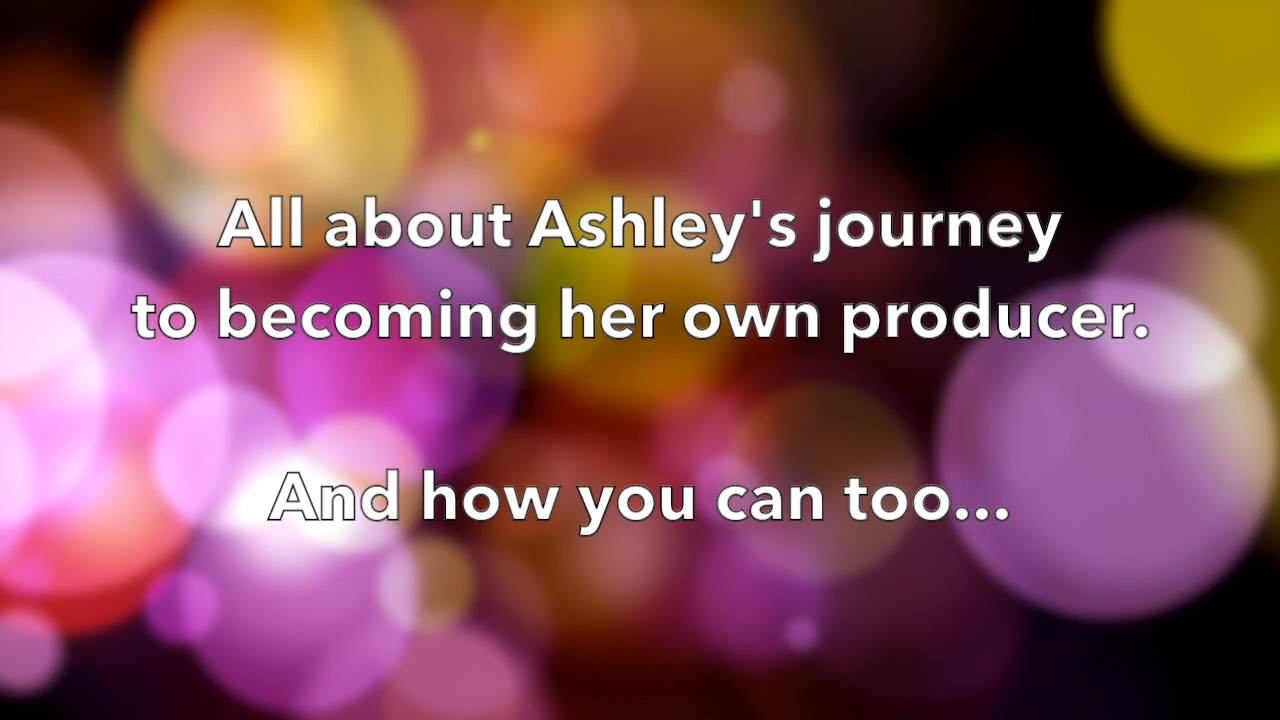 All about Ashley's journey
to becoming her own producer.
And how you can too...